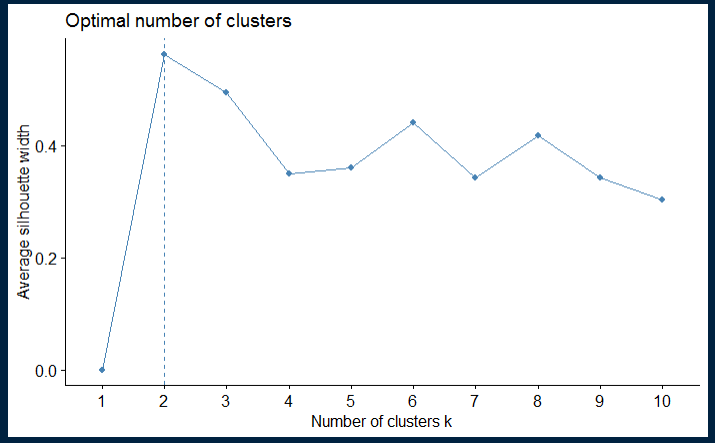 Optimal number of clusters
Average silhouette width
0.4
0.2
0.0
1 2 3 4 5 6 7 8 9 10
Number of clusters k